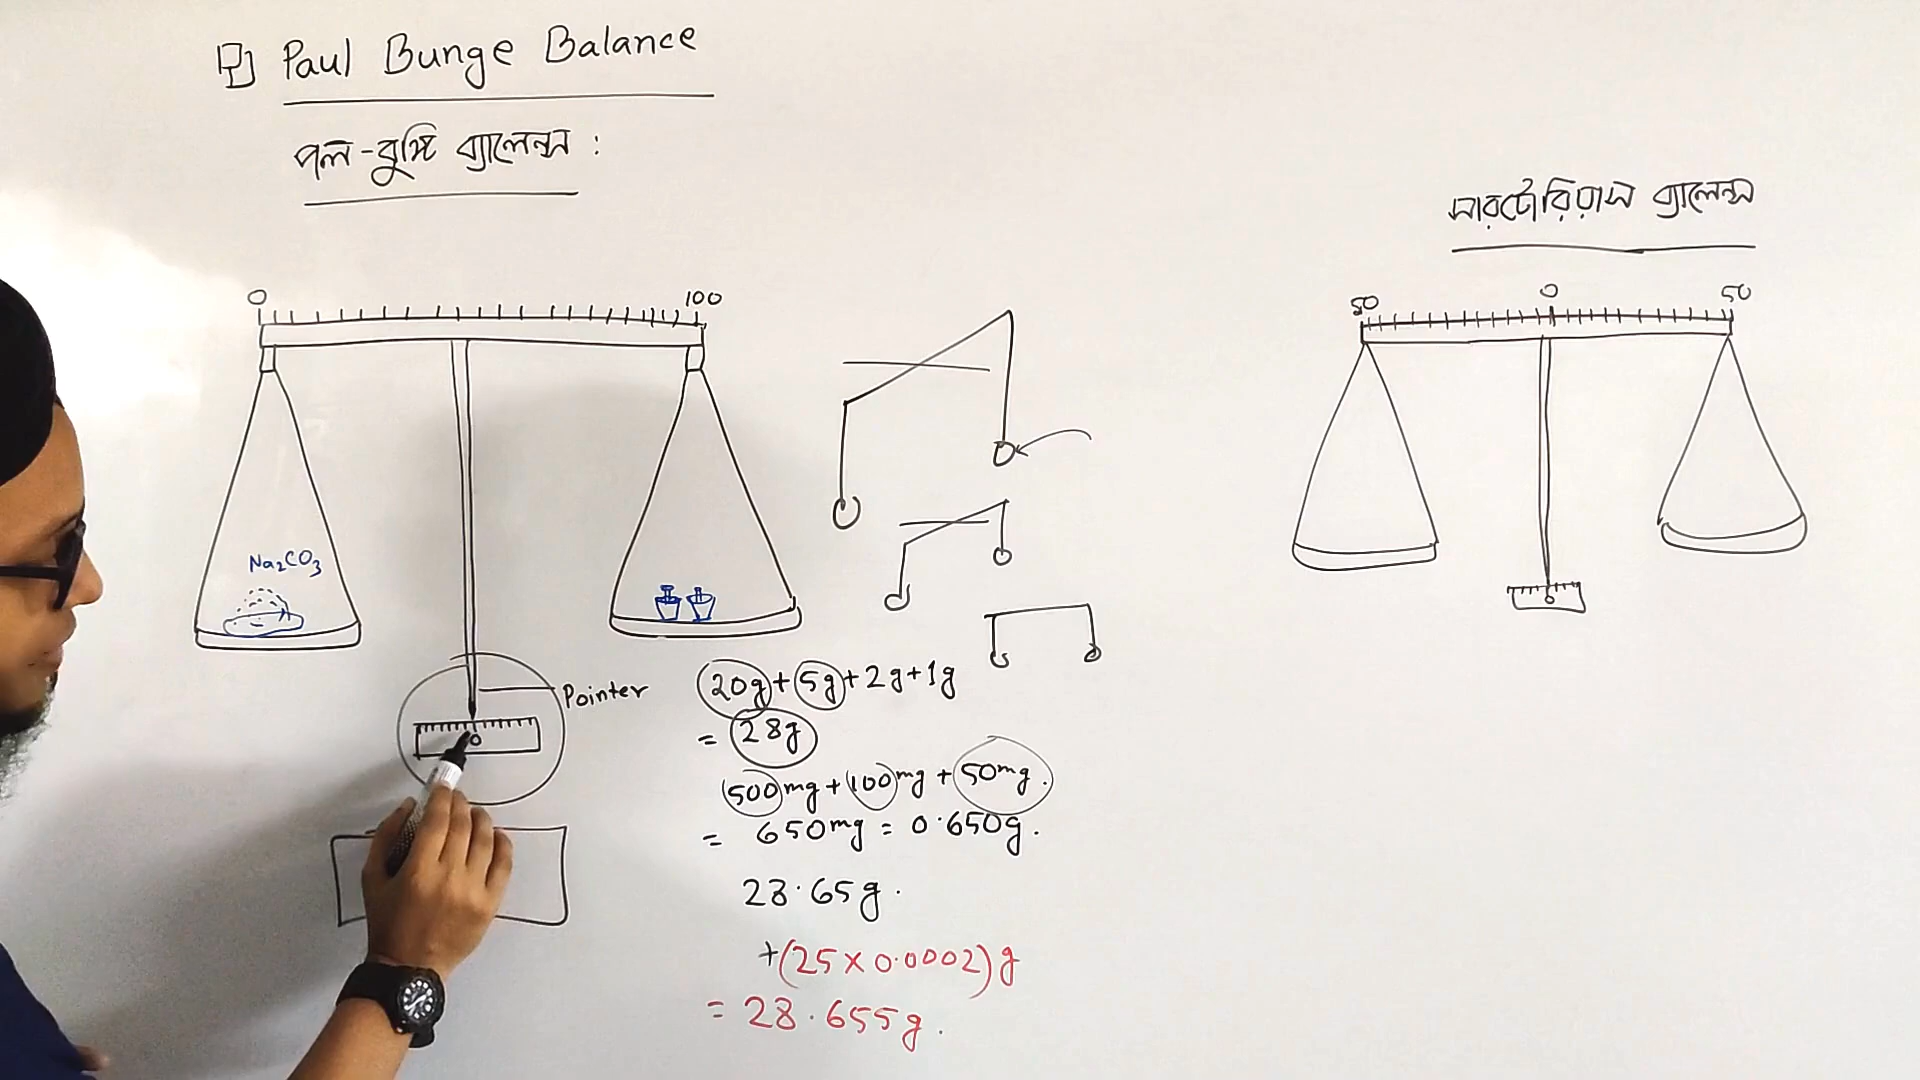 Paul Bunge Balance
পল-বুঙ্গি ব্যালেন্স :
সারটোরিয়াস ব্যালেন্স
0 100
50 0 50
Na₂CO₃
0
Pointer
0
20g + 5g + 2g + 1g
= 28g
500mg + 100mg + 50mg.
= 650mg = 0.650g.
28.65g.
+(25 × 0.0002)g
= 28.655g.